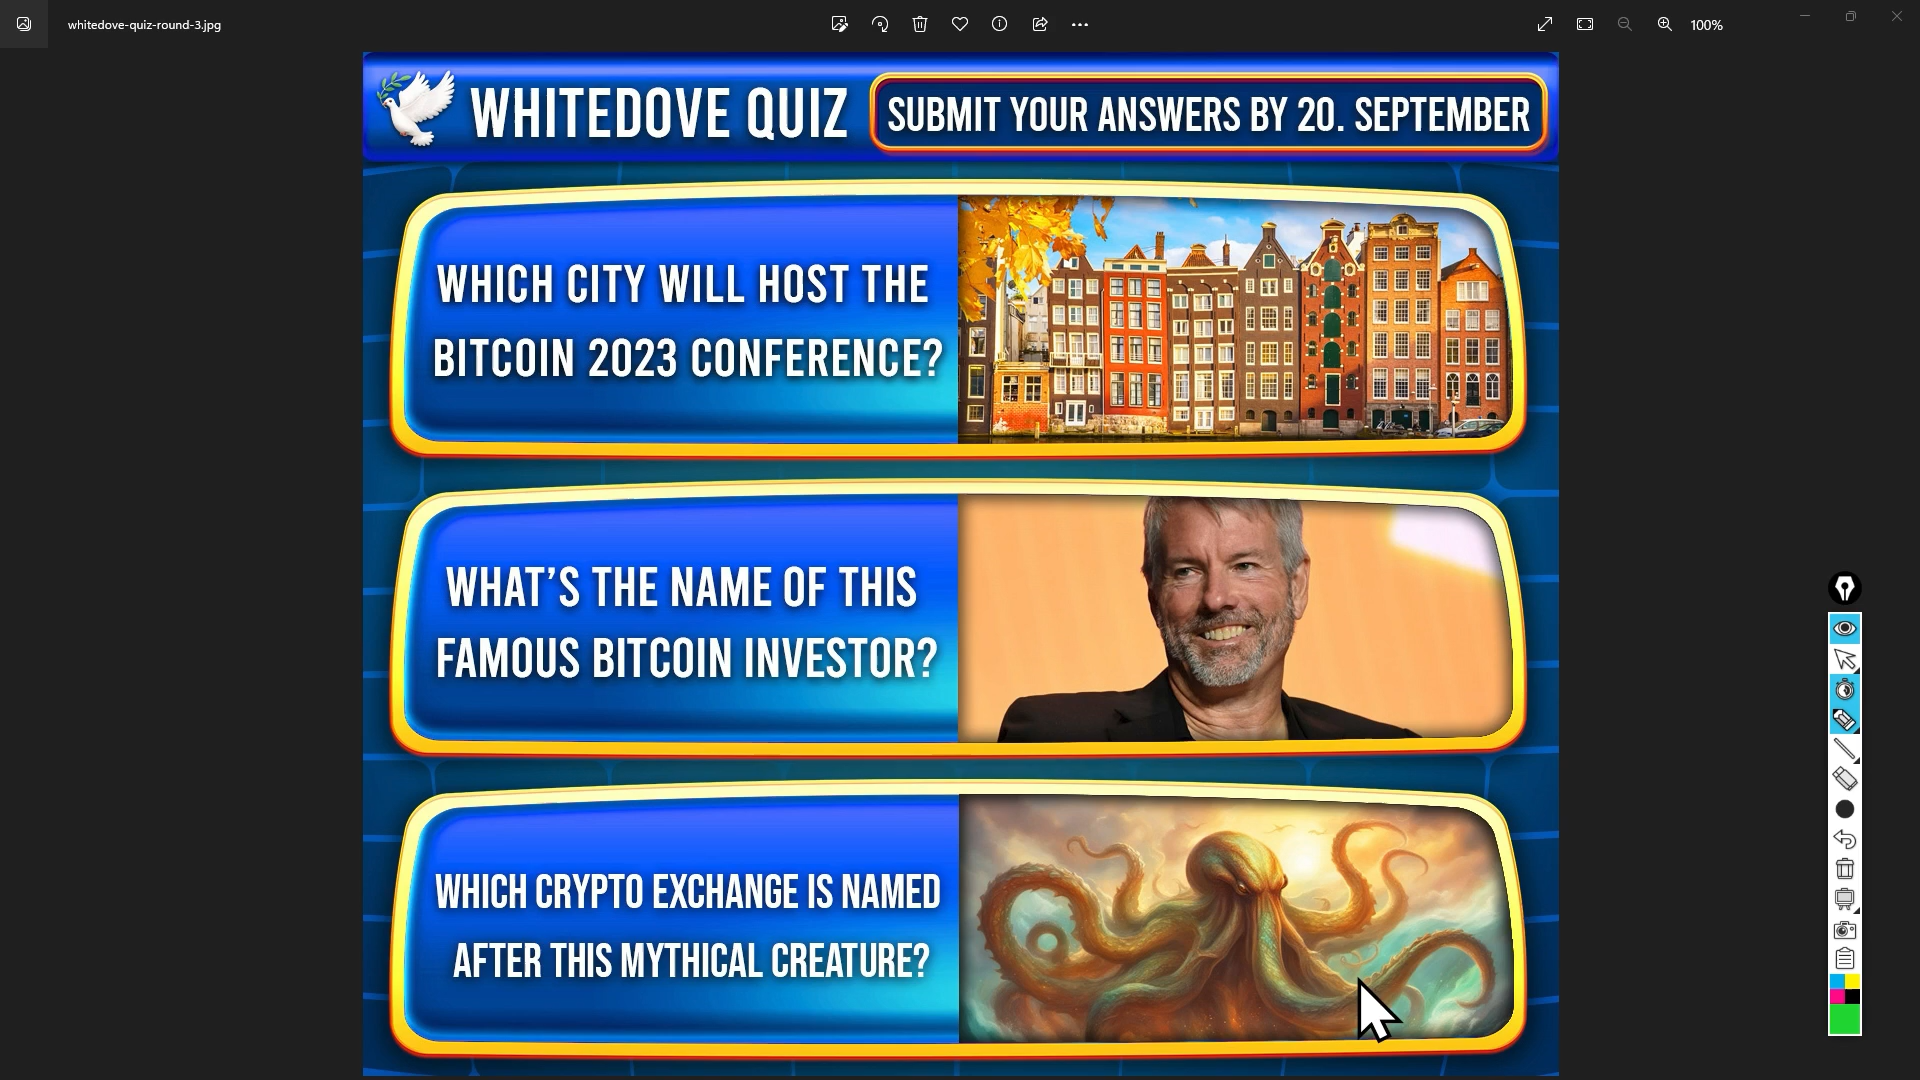 whitedove-quiz-round-3.jpg
100%
WHITEDOVE QUIZ
SUBMIT YOUR ANSWERS BY 20. SEPTEMBER
WHICH CITY WILL HOST THE
BITCOIN 2023 CONFERENCE?
WHAT'S THE NAME OF THIS
FAMOUS BITCOIN INVESTOR?
WHICH CRYPTO EXCHANGE IS NAMED
AFTER THIS MYTHICAL CREATURE?